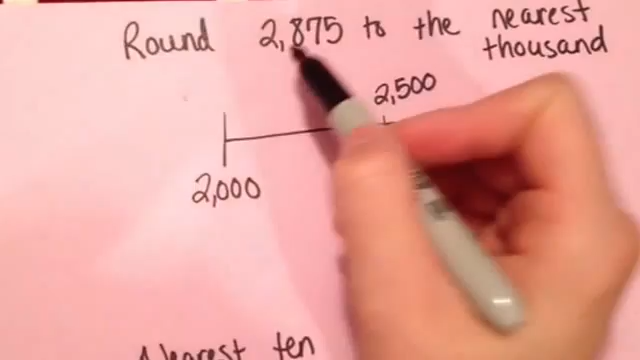 Round 2,875 to the nearest
thousand
2,500
2,000
Nearest ten